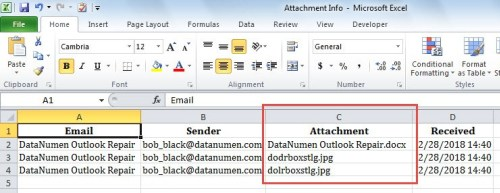 Attachment Info - Microsoft Excel
File Home Insert Page Layout Formulas Data Review View Developer
Paste Cambria 12 A A General Conditional Formatting Format as Table
B I U A $ % ,
Clipboard Font Alignment Number
A1 fx Email
A B C D
1 Email Sender Attachment Received
2 DataNumen Outlook Repair bob_black@datanumen.com DataNumen Outlook Repair.docx 2/28/2018 14:40
3 DataNumen Outlook Repair bob_black@datanumen.com dodrboxstlg.jpg 2/28/2018 14:40
4 DataNumen Outlook Repair bob_black@datanumen.com dolrboxstlg.jpg 2/28/2018 14:40
5